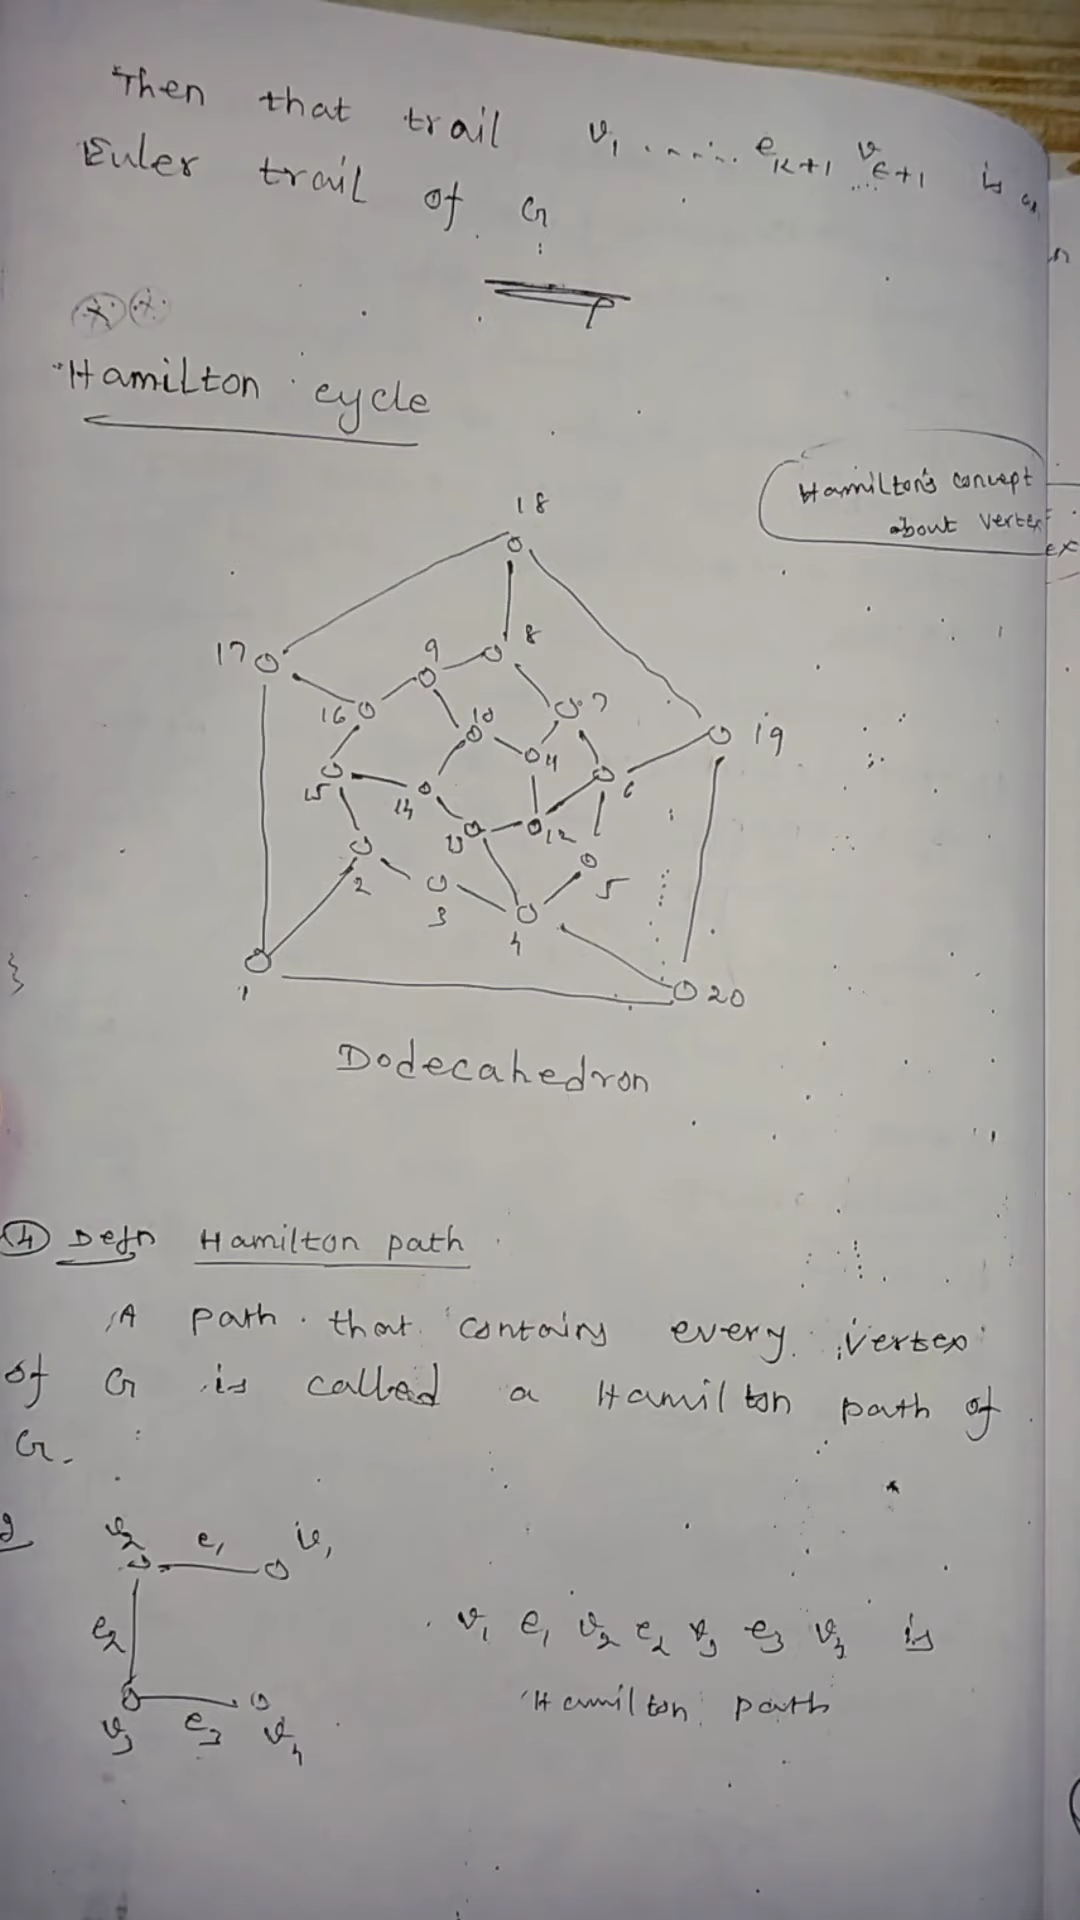 Then that trail v₁ ...... eₖ₊₁ vₑ₊₁ is a
Euler trail of G
Hamilton cycle
Hamilton's concept
about vertex
18
17
9
8
16
10
7
19
11
6
15
14
13
12
2
3
5
4
1
20
Dodecahedron
4 Defn Hamilton path
A path that contains every vertex
of G is called a Hamilton path of
G.
v₂ e₁ v₁
e₂
v₁ e₁ v₂ e₂ v₃ e₃ v₃ is
Hamilton path
v₃ e₃ v₄